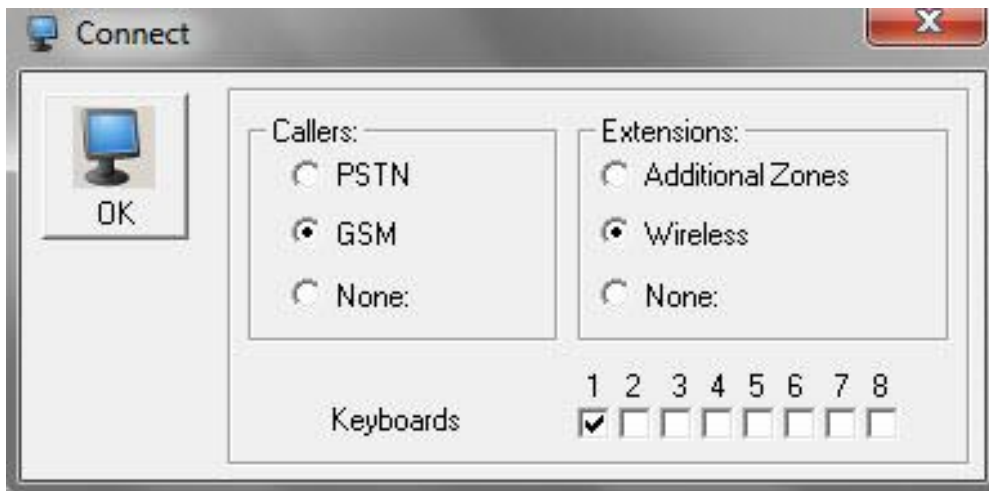 Connect
OK
Callers:
PSTN
GSM
None:
Extensions:
Additional Zones
Wireless
None:
Keyboards
1 2 3 4 5 6 7 8